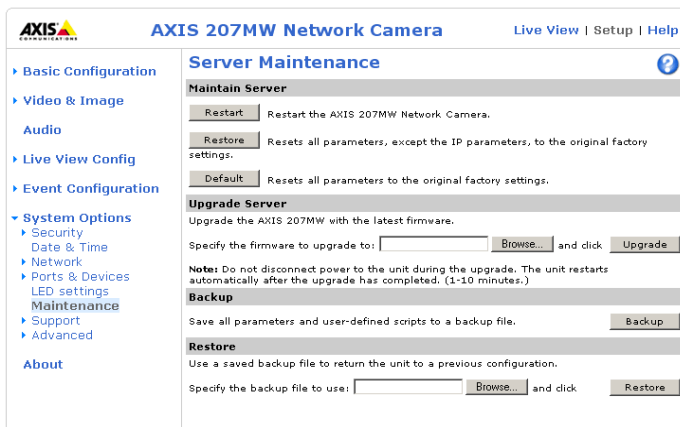 AXIS
COMMUNICATIONS
AXIS 207MW Network Camera
Live View | Setup | Help
Basic Configuration
Video & Image
Audio
Live View Config
Event Configuration
System Options
Security
Date & Time
Network
Ports & Devices
LED settings
Maintenance
Support
Advanced
About
Server Maintenance
?
Maintain Server
Restart Restart the AXIS 207MW Network Camera.
Restore Resets all parameters, except the IP parameters, to the original factory
settings.
Default Resets all parameters to the original factory settings.
Upgrade Server
Upgrade the AXIS 207MW with the latest firmware.
Specify the firmware to upgrade to: Browse... and click Upgrade
Note: Do not disconnect power to the unit during the upgrade. The unit restarts
automatically after the upgrade has completed. (1-10 minutes.)
Backup
Save all parameters and user-defined scripts to a backup file. Backup
Restore
Use a saved backup file to return the unit to a previous configuration.
Specify the backup file to use: Browse... and click Restore